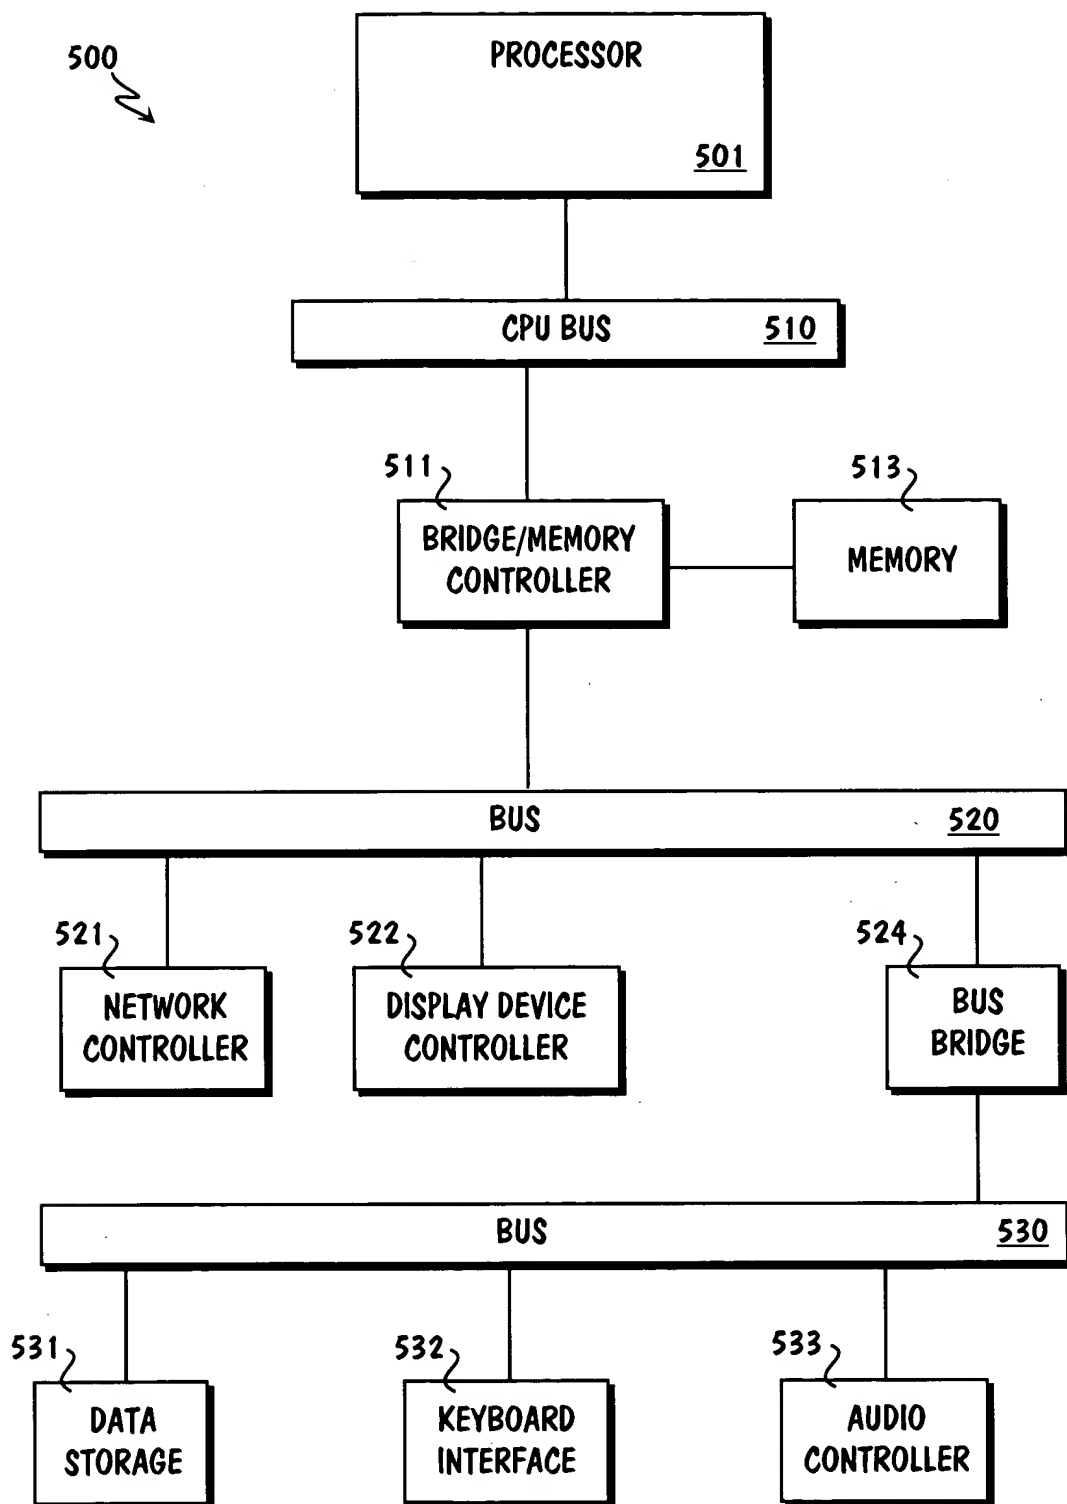 500
PROCESSOR
501
CPU BUS 510
511
BRIDGE/MEMORY
CONTROLLER
513
MEMORY
BUS 520
521
NETWORK
CONTROLLER
522
DISPLAY DEVICE
CONTROLLER
524
BUS
BRIDGE
BUS 530
531
DATA
STORAGE
532
KEYBOARD
INTERFACE
533
AUDIO
CONTROLLER